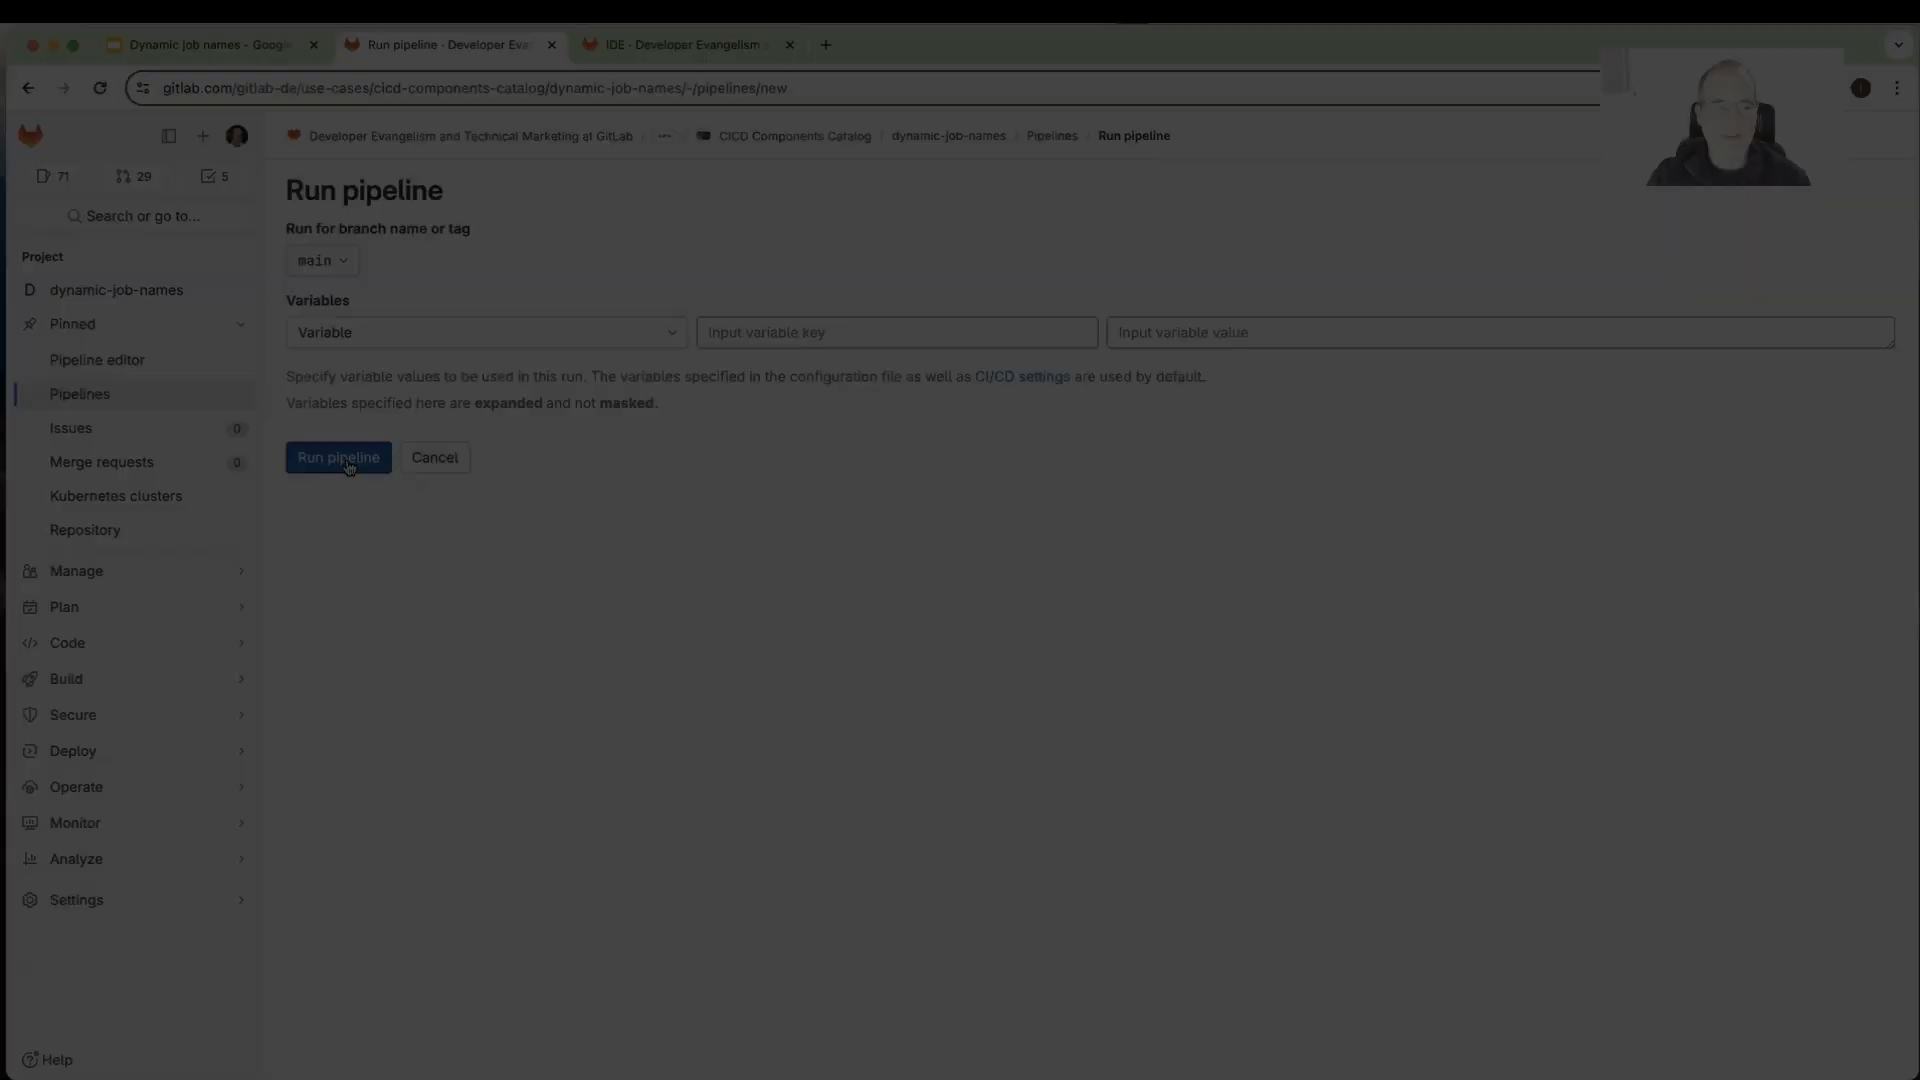 Dynamic job names - Google
Run pipeline · Developer Eva
IDE · Developer Evangelism
gitlab.com/gitlab-de/use-cases/cicd-components-catalog/dynamic-job-names/-/pipelines/new
Developer Evangelism and Technical Marketing at GitLab
CICD Components Catalog
dynamic-job-names
Pipelines
Run pipeline
71
29
5
Search or go to...
Project
D dynamic-job-names
Pinned
Pipeline editor
Pipelines
Issues 0
Merge requests 0
Kubernetes clusters
Repository
Manage
Plan
Code
Build
Secure
Deploy
Operate
Monitor
Analyze
Settings
Help
Run pipeline
Run for branch name or tag
main
Variables
Variable
Input variable key
Input variable value
Specify variable values to be used in this run. The variables specified in the configuration file as well as CI/CD settings are used by default.
Variables specified here are expanded and not masked.
Run pipeline
Cancel